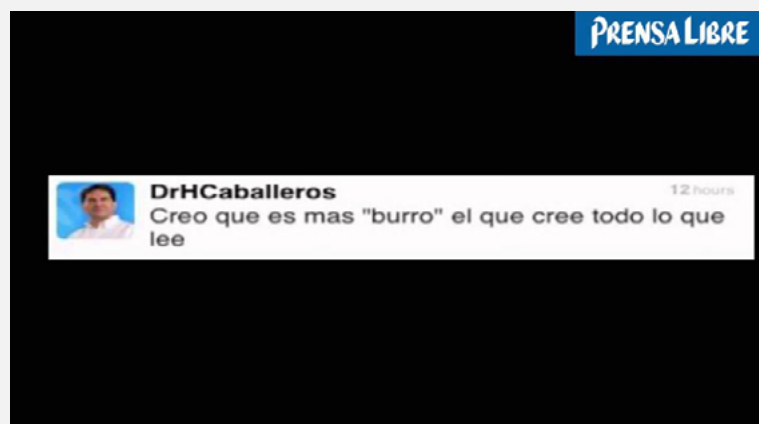 PRENSA LIBRE
DrHCaballeros
12 hours
Creo que es mas "burro" el que cree todo lo que
lee